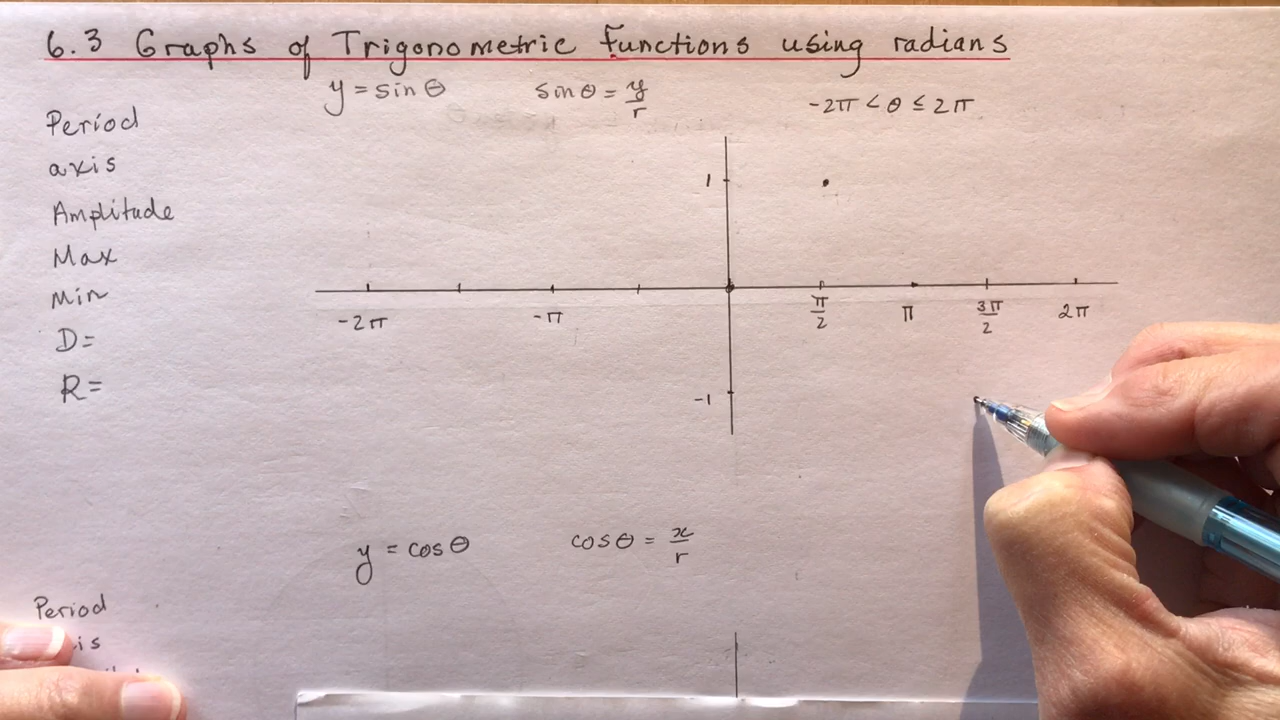 6.3 Graphs of Trigonometric Functions using radians
y = sin θ sin θ = y/r -2π < θ ≤ 2π
Period
axis
Amplitude
Max
Min
D=
R=
1
-2π -π π/2 π 3π/2 2π
-1
y = cos θ cos θ = x/r
Period
is